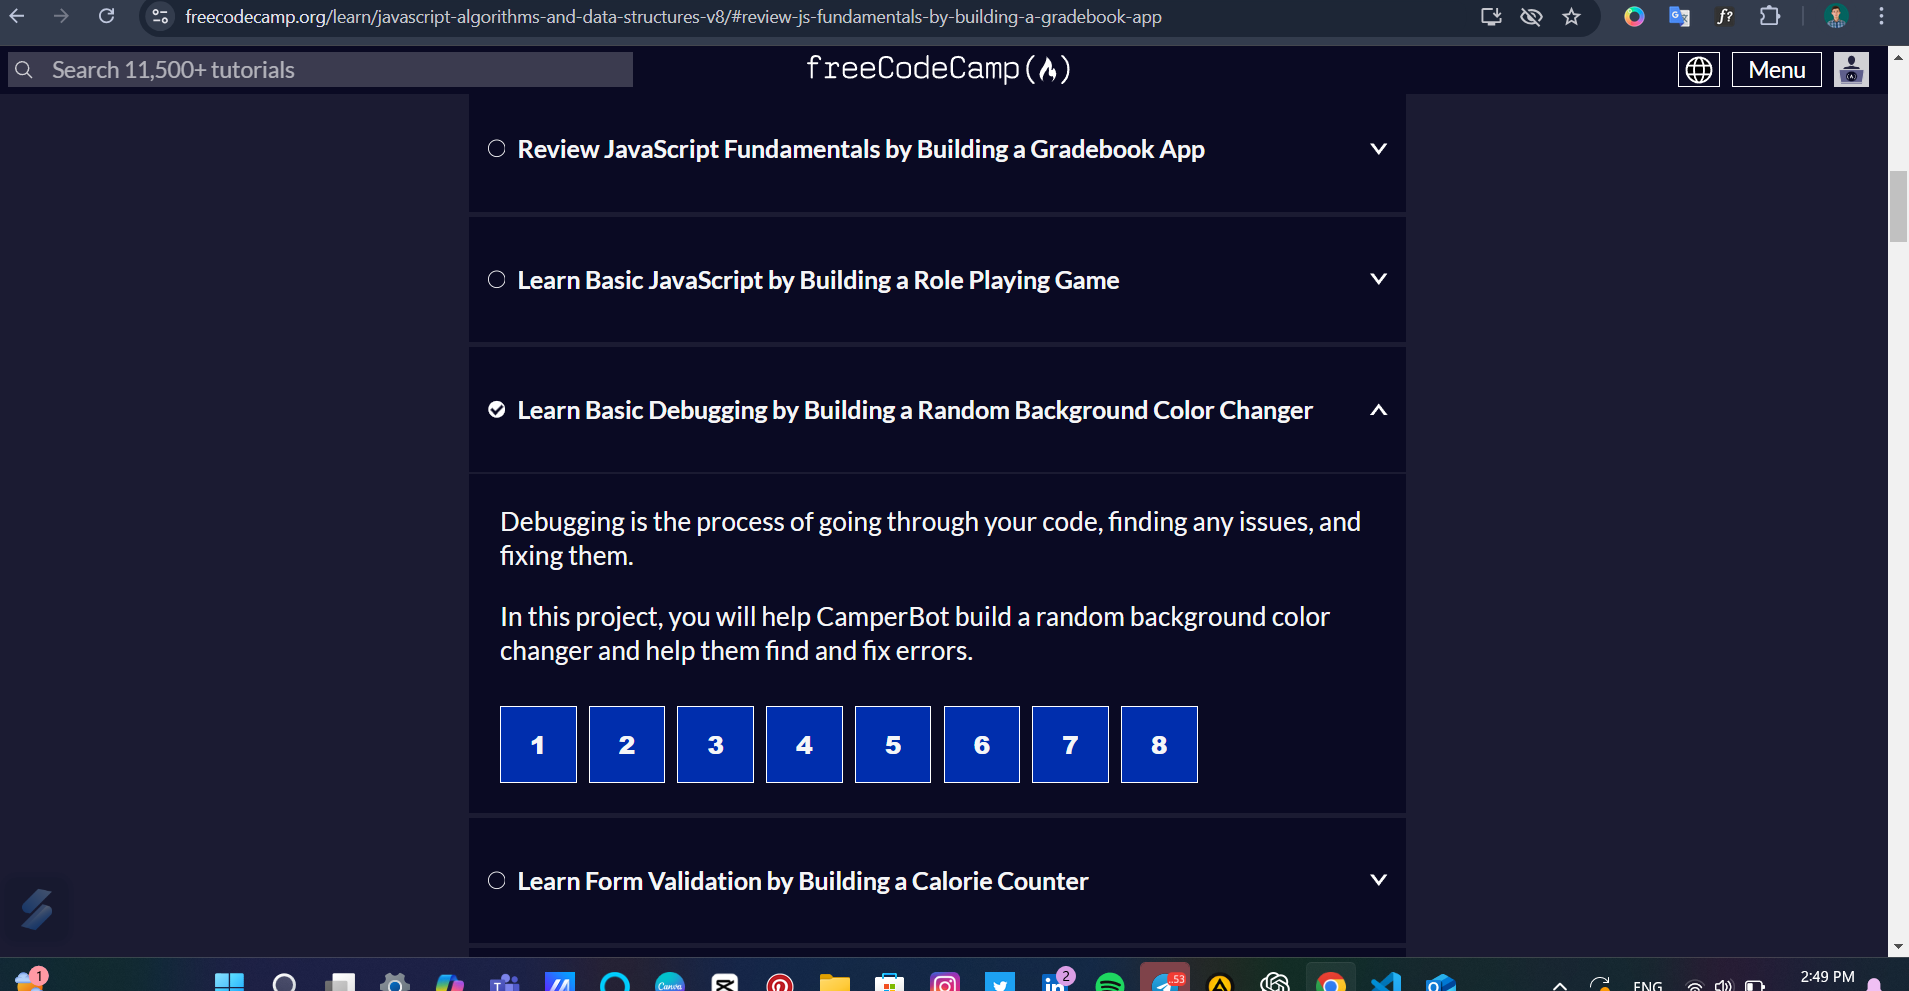 freecodecamp.org/learn/javascript-algorithms-and-data-structures-v8/#review-js-fundamentals-by-building-a-gradebook-app
Search 11,500+ tutorials
freeCodeCamp
Menu
Review JavaScript Fundamentals by Building a Gradebook App
Learn Basic JavaScript by Building a Role Playing Game
Learn Basic Debugging by Building a Random Background Color Changer
Debugging is the process of going through your code, finding any issues, and
fixing them.
In this project, you will help CamperBot build a random background color
changer and help them find and fix errors.
1 2 3 4 5 6 7 8
Learn Form Validation by Building a Calorie Counter
1
Canva
2
53
ENG
2:49 PM